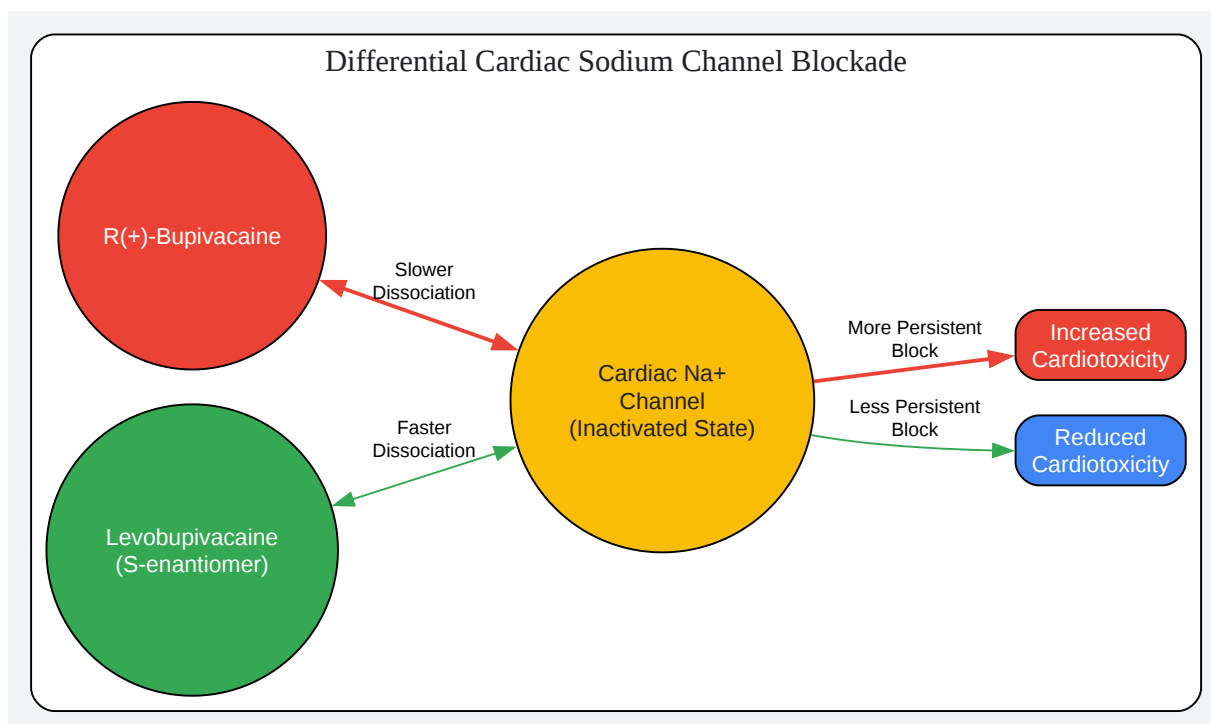 Differential Cardiac Sodium Channel Blockade
R(+)-Bupivacaine
Slower
Dissociation
Cardiac Na+
Channel
(Inactivated State)
More Persistent
Block
Increased
Cardiotoxicity
Less Persistent
Block
Reduced
Cardiotoxicity
Faster
Dissociation
Levobupivacaine
(S-enantiomer)